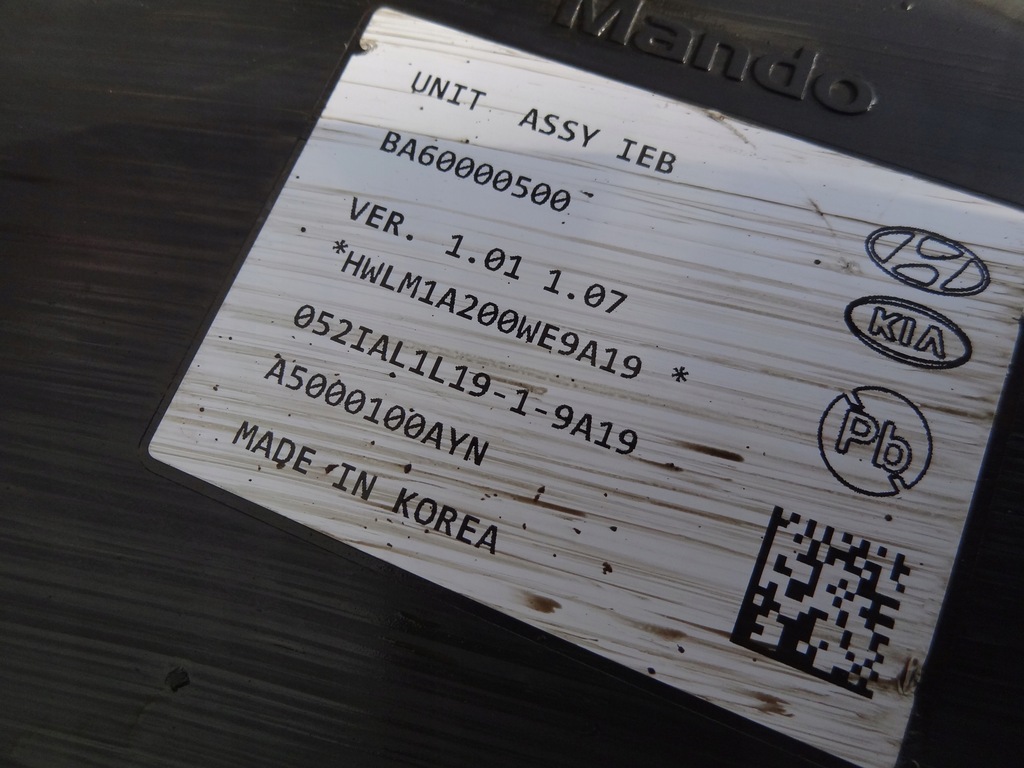 Mando
UNIT ASSY IEB
BA60000500
VER. 1.01 1.07
*HWLM1A200WE9A19 *
052IAL1L19-1-9A19
A5000100AYN
MADE IN KOREA
KIA
Pb